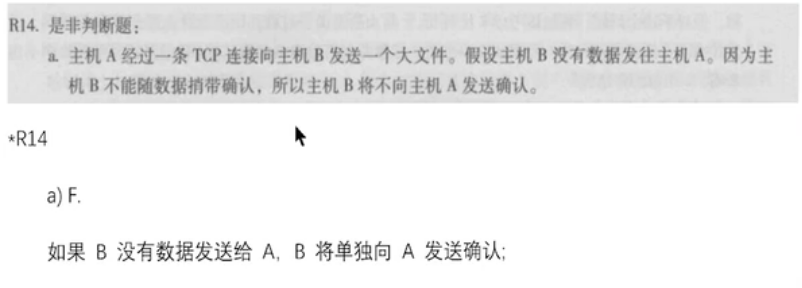 R14. 是非判断题：
a. 主机 A 经过一条 TCP 连接向主机 B 发送一个大文件。假设主机 B 没有数据发往主机 A。因为主
机 B 不能随数据捎带确认，所以主机 B 将不向主机 A 发送确认。
*R14
a) F.
如果 B 没有数据发送给 A, B 将单独向 A 发送确认;